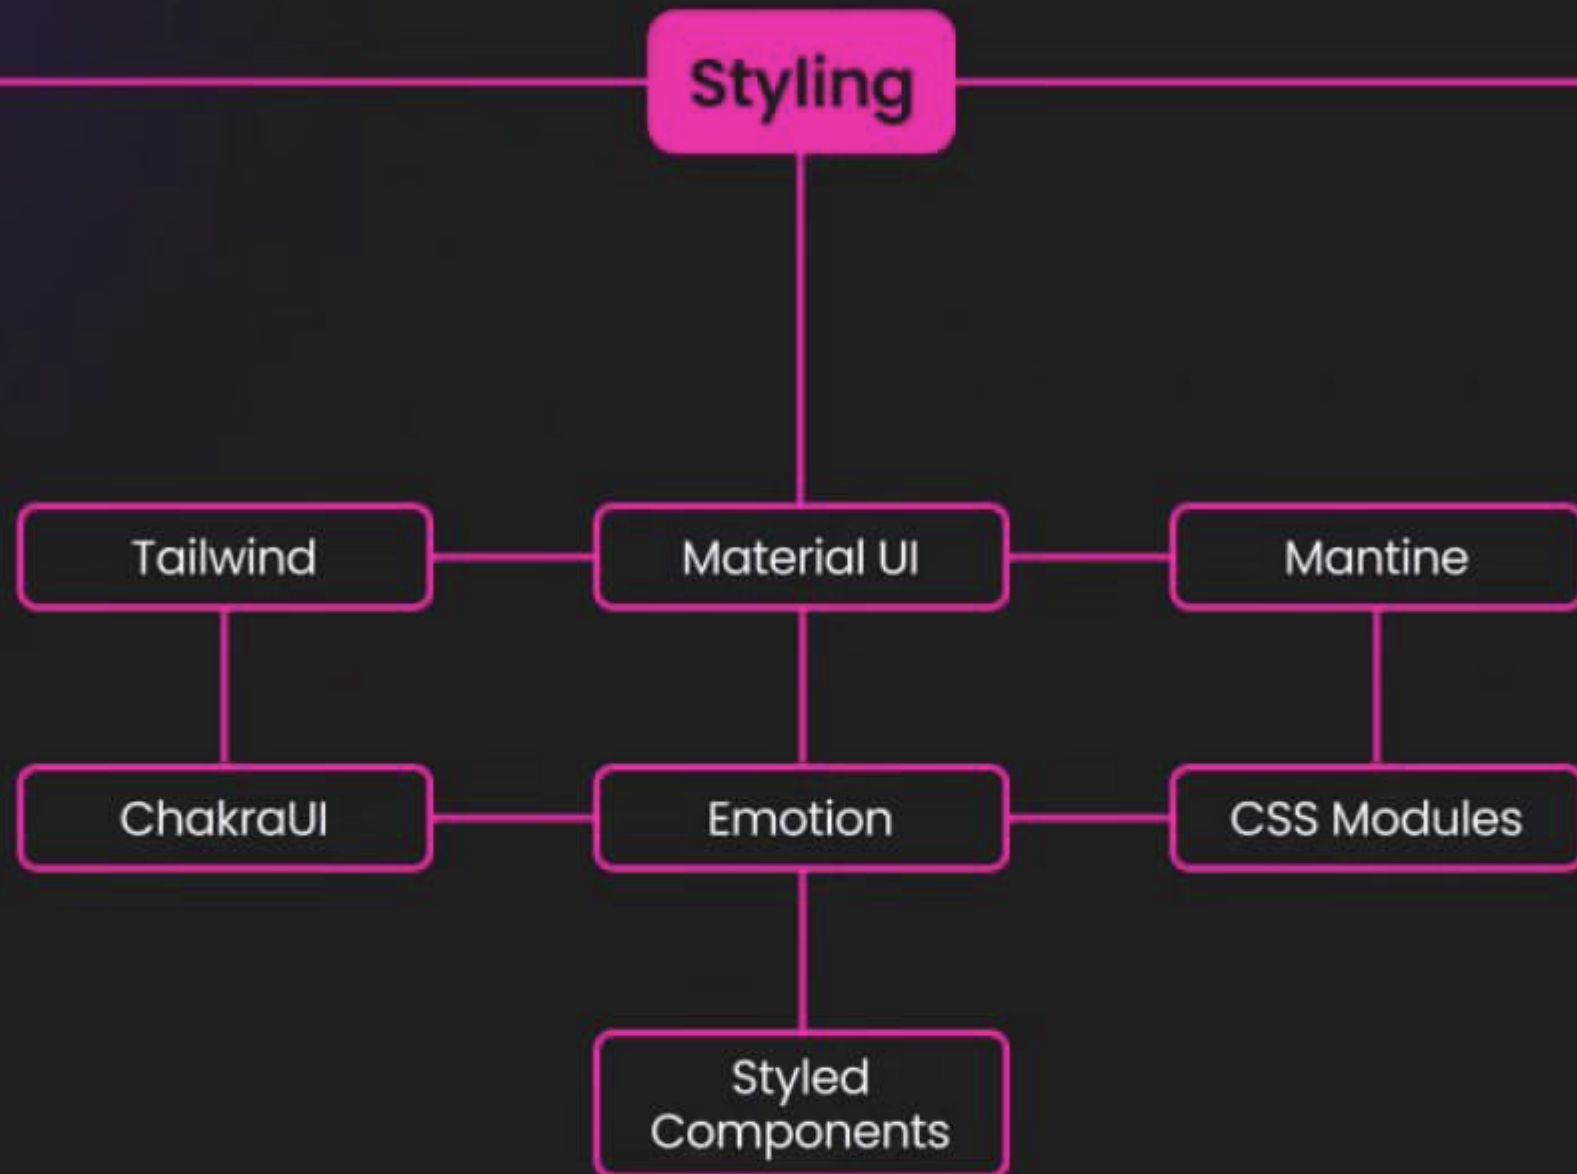 Styling
Tailwind
Material UI
Mantine
ChakraUI
Emotion
CSS Modules
Styled
Components